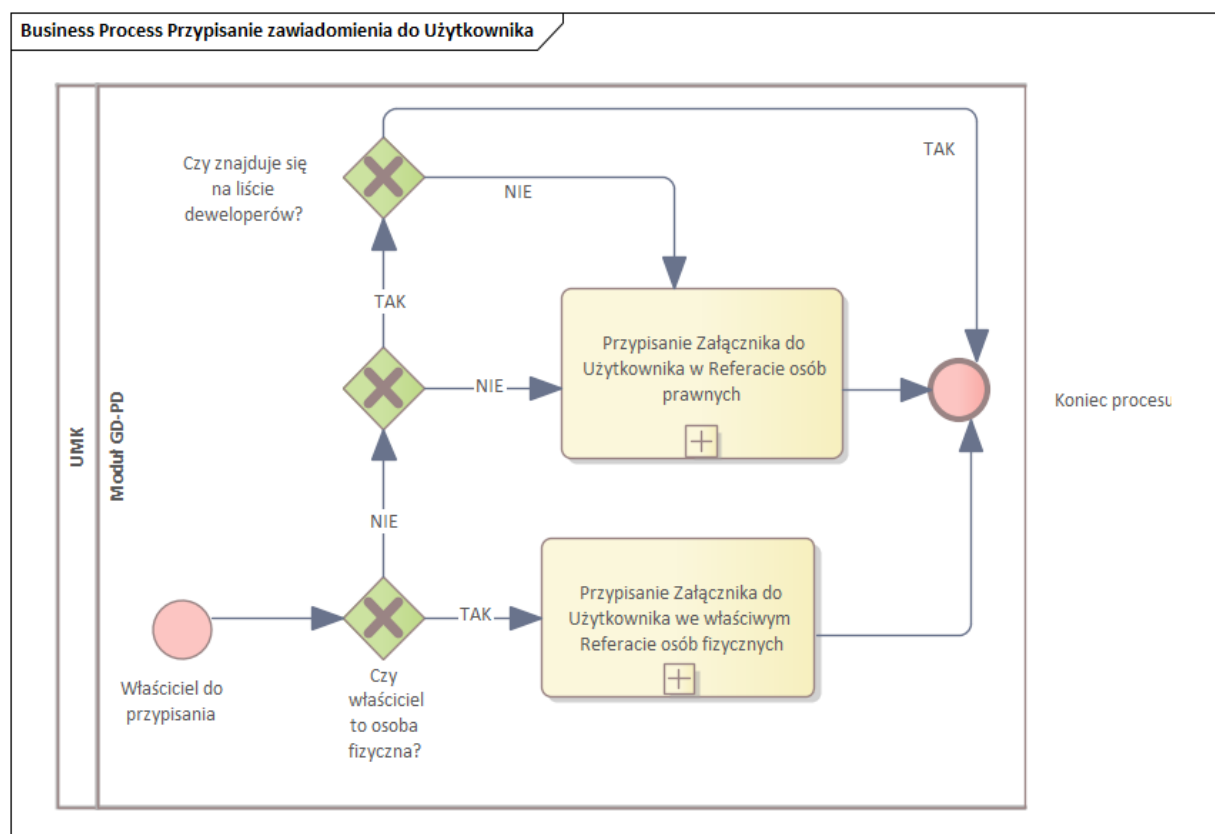 Business Process Przypisanie zawiadomienia do Użytkownika
UMK
Moduł GD-PD
Czy znajduje się
na liście
deweloperów?
TAK
NIE
TAK
Przypisanie Załącznika do
Użytkownika w Referacie osób
prawnych
NIE
Koniec procesu
NIE
Przypisanie Załącznika do
Użytkownika we właściwym
Referacie osób fizycznych
TAK
Właściciel do
przypisania
Czy
właściciel
to osoba
fizyczna?